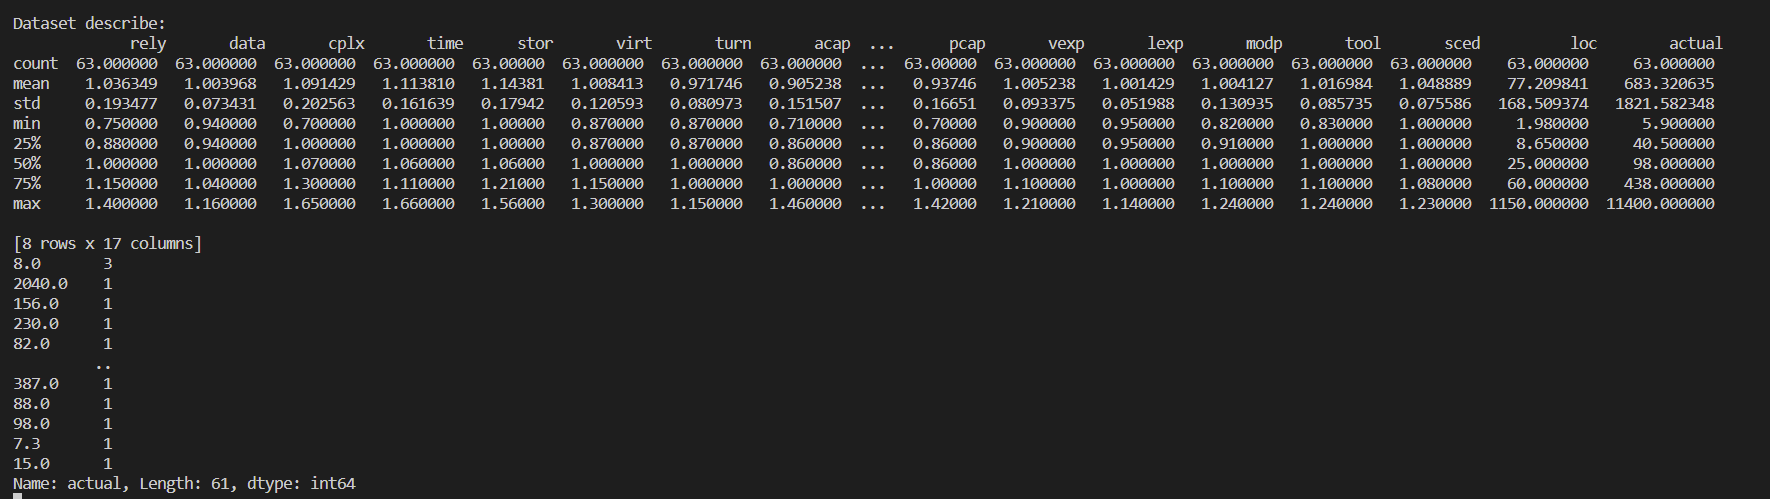 Dataset describe:
rely data cplx time stor virt turn acap ... pcap vexp lexp modp tool sced loc actual
count 63.000000 63.000000 63.000000 63.000000 63.00000 63.000000 63.000000 63.000000 ... 63.00000 63.000000 63.000000 63.000000 63.000000 63.000000 63.000000 63.000000
mean 1.036349 1.003968 1.091429 1.113810 1.14381 1.008413 0.971746 0.905238 ... 0.93746 1.005238 1.001429 1.004127 1.016984 1.048889 77.209841 683.320635
std 0.193477 0.073431 0.202563 0.161639 0.17942 0.120593 0.080973 0.151507 ... 0.16651 0.093375 0.051988 0.130935 0.085735 0.075586 168.509374 1821.582348
min 0.750000 0.940000 0.700000 1.000000 1.00000 0.870000 0.870000 0.710000 ... 0.70000 0.900000 0.950000 0.820000 0.830000 1.000000 1.980000 5.900000
25% 0.880000 0.940000 1.000000 1.000000 1.00000 0.870000 0.870000 0.860000 ... 0.86000 0.900000 0.950000 0.910000 1.000000 1.000000 8.650000 40.500000
50% 1.000000 1.000000 1.070000 1.060000 1.06000 1.000000 1.000000 0.860000 ... 0.86000 1.000000 1.000000 1.000000 1.000000 1.000000 25.000000 98.000000
75% 1.150000 1.040000 1.300000 1.110000 1.21000 1.150000 1.000000 1.000000 ... 1.00000 1.100000 1.000000 1.100000 1.100000 1.080000 60.000000 438.000000
max 1.400000 1.160000 1.650000 1.660000 1.56000 1.300000 1.150000 1.460000 ... 1.42000 1.210000 1.140000 1.240000 1.240000 1.230000 1150.000000 11400.000000
[8 rows x 17 columns]
8.0 3
2040.0 1
156.0 1
230.0 1
82.0 1
..
387.0 1
88.0 1
98.0 1
7.3 1
15.0 1
Name: actual, Length: 61, dtype: int64